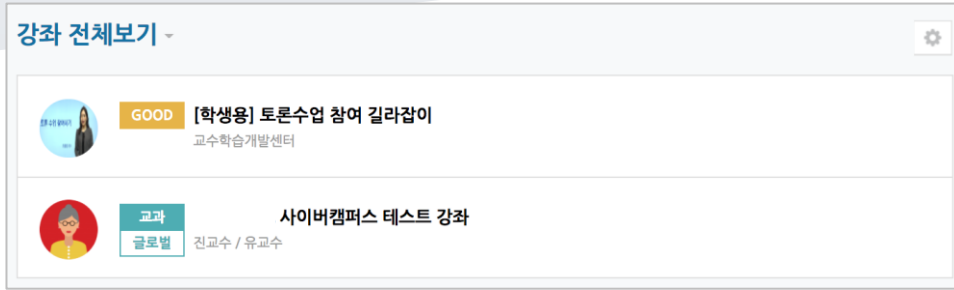 강좌 전체보기
GOOD [학생용] 토론수업 참여 길라잡이
교수학습개발센터
교과 사이버캠퍼스 테스트 강좌
글로벌 진교수 / 유교수